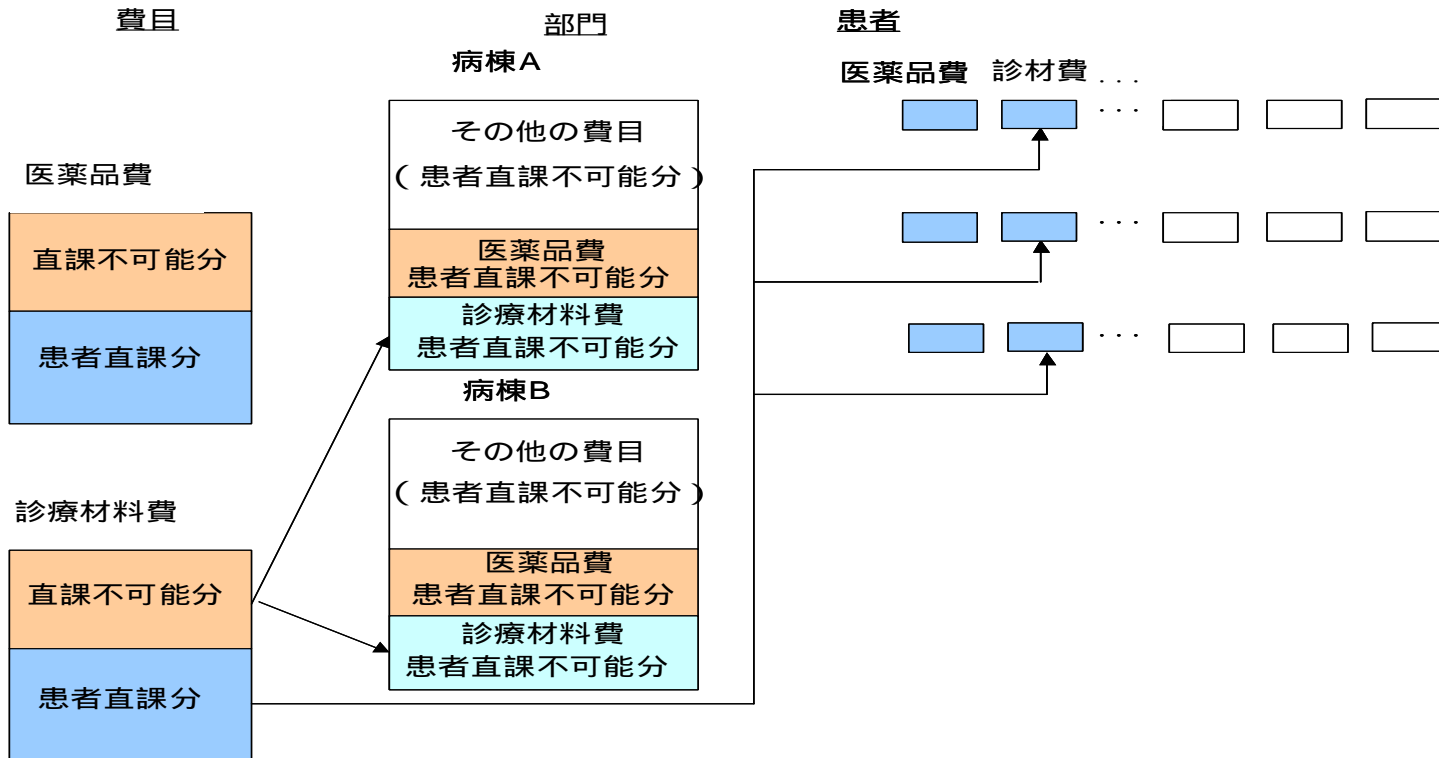 費目
医薬品費
直課不可能分
患者直課分
診療材料費
直課不可能分
患者直課分
部門
病棟A
その他の費目
(患者直課不可能分)
医薬品費
患者直課不可能分
診療材料費
患者直課不可能分
病棟B
その他の費目
(患者直課不可能分)
医薬品費
患者直課不可能分
診療材料費
患者直課不可能分
患者
医薬品費 診材費 ...
...
...
...